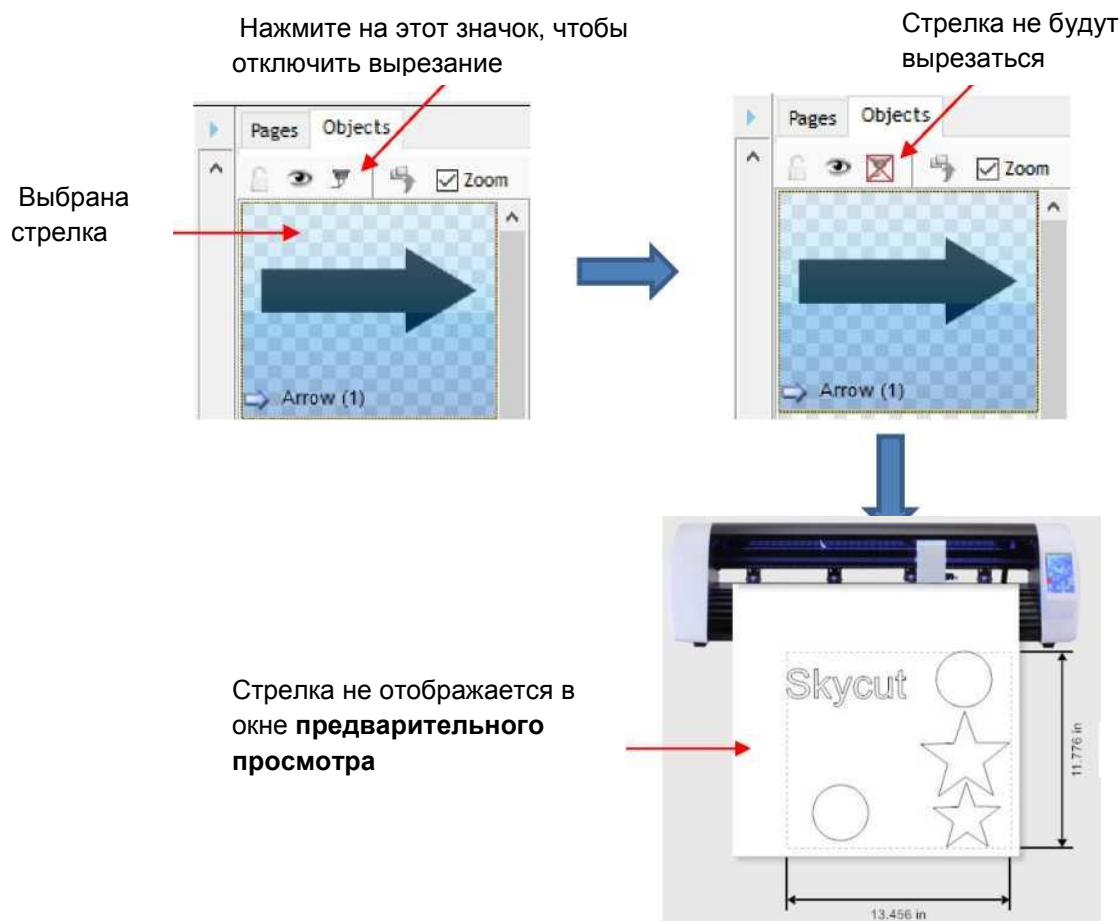 Нажмите на этот значок, чтобы
отключить вырезание
Стрелка не будут
вырезаться
Pages Objects
Zoom
Выбрана
стрелка
Arrow (1)
Pages Objects
Zoom
Arrow (1)
Стрелка не отображается в
окне предварительного
просмотра
Skycut
11.776 in
13.456 in